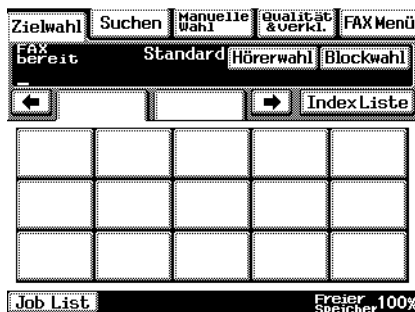 Zielwahl Suchen Manuelle Wahl Qualität &Verkl. FAX Menü
FAX bereit Standard Hörerwahl Blockwahl
Index Liste
Job List Freier Speicher 100%